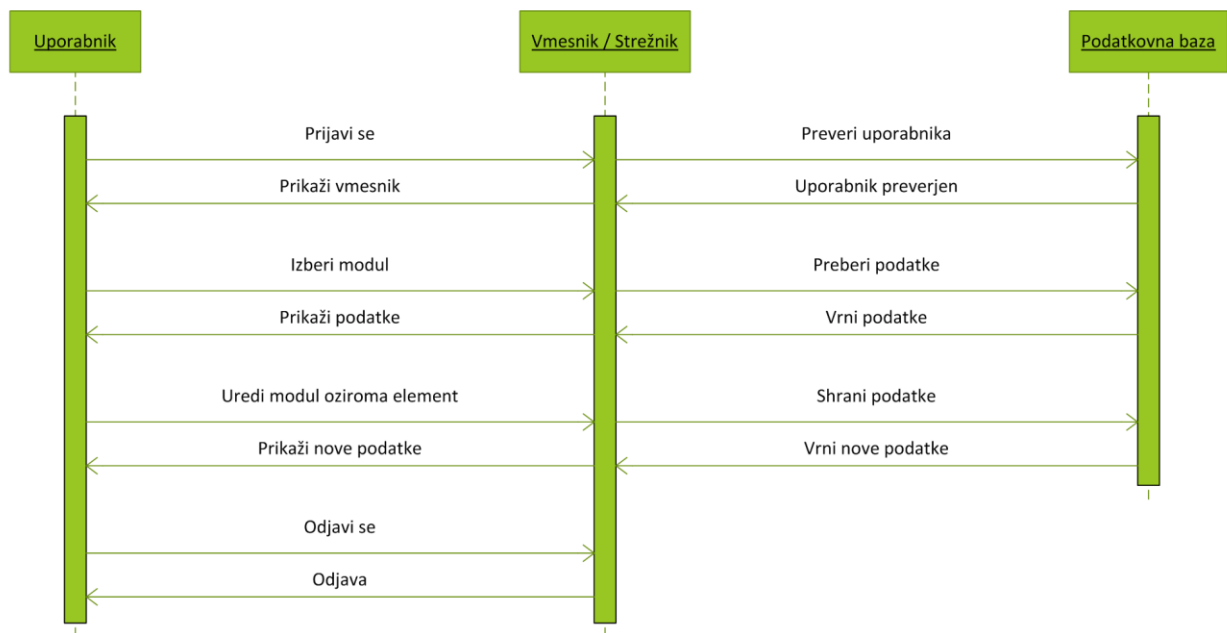 Uporabnik
Vmesnik / Strežnik
Podatkovna baza
Prijavi se
Preveri uporabnika
Prikaži vmesnik
Uporabnik preverjen
Izberi modul
Preberi podatke
Prikaži podatke
Vrni podatke
Uredi modul oziroma element
Shrani podatke
Prikaži nove podatke
Vrni nove podatke
Odjavi se
Odjava